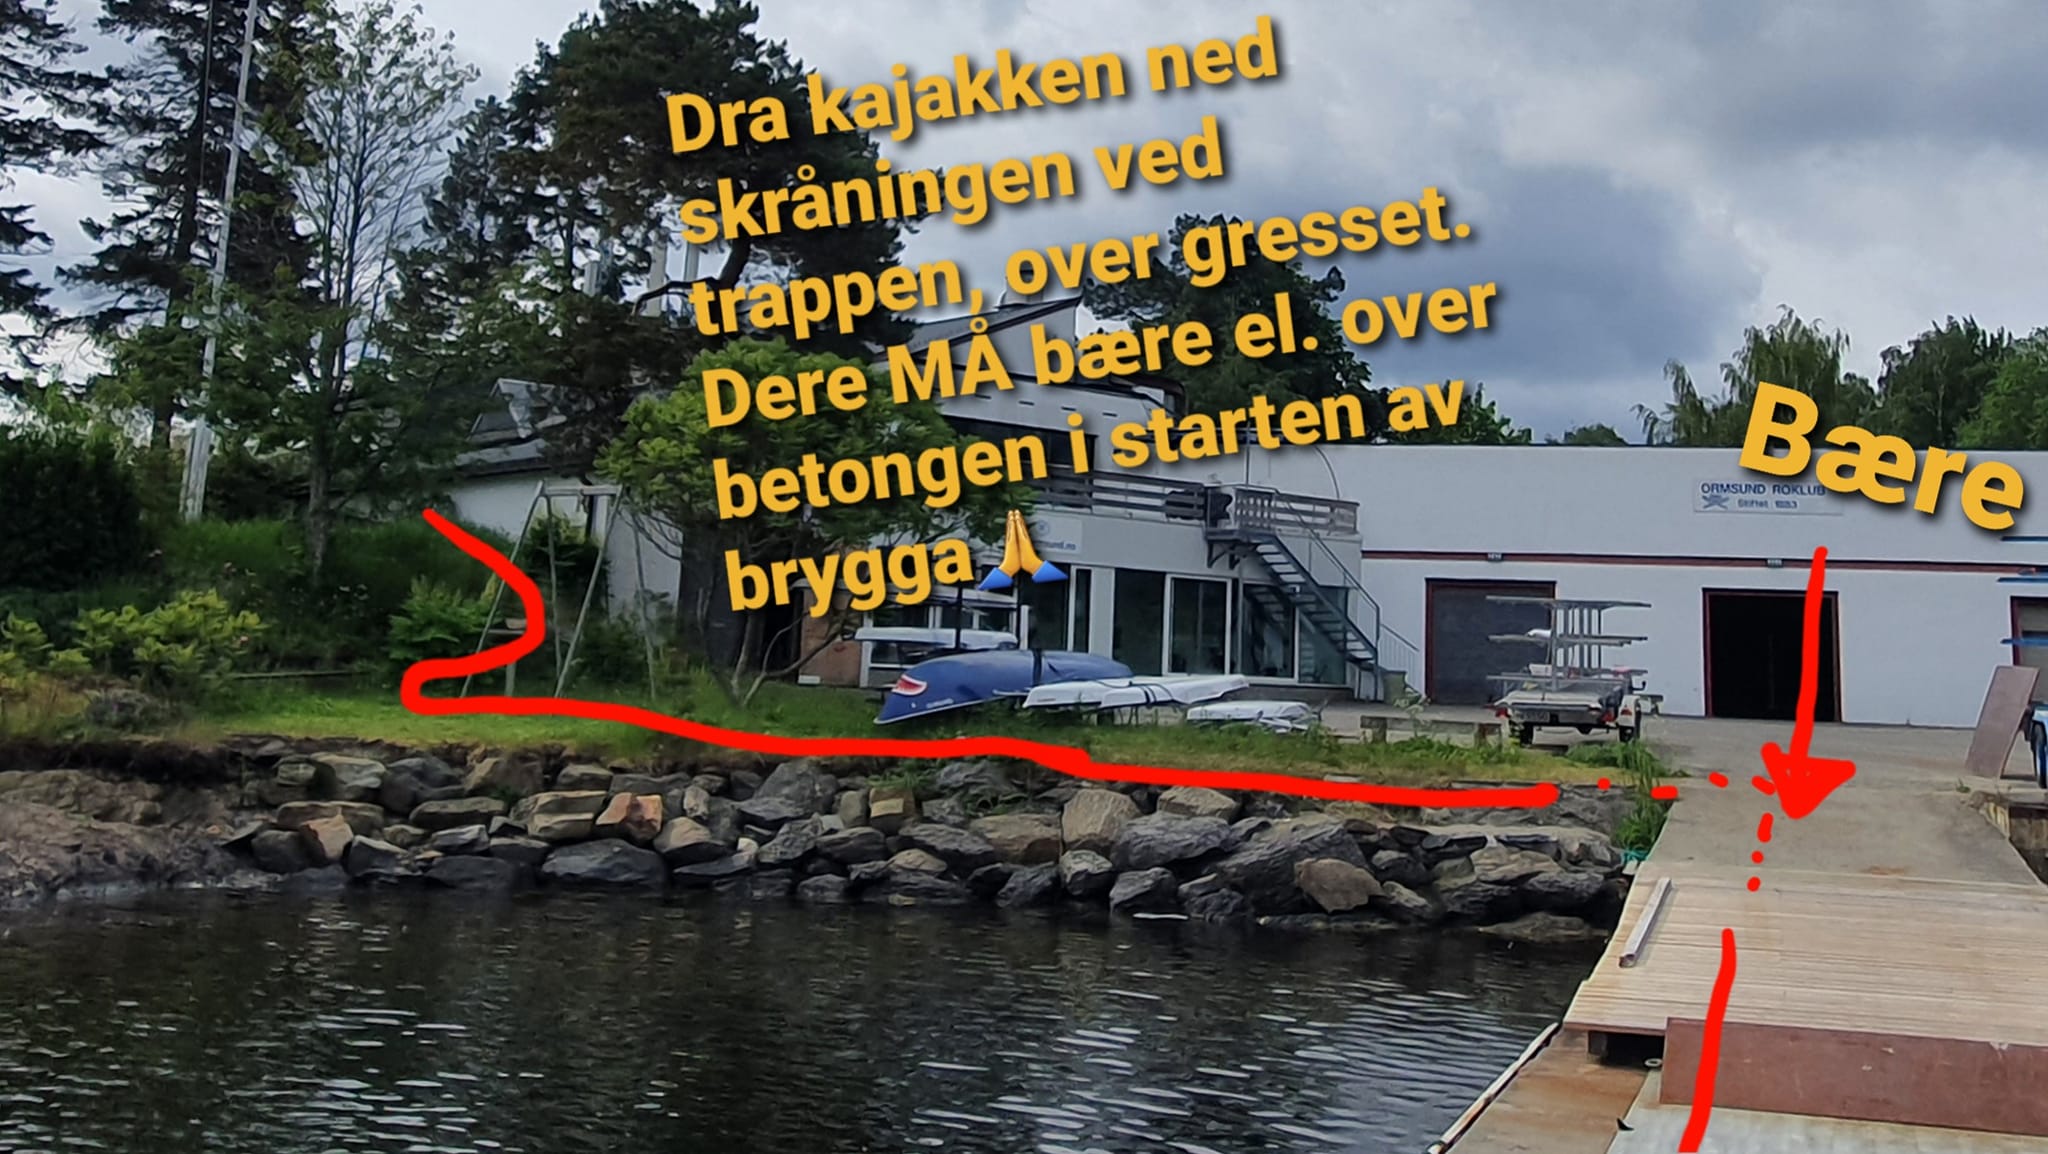 Dra kajakken ned
skråningen ved
trappen, over gresset.
Dere MÅ bære el. over
betongen i starten av
brygga 🙏
Bære
ORMSUND ROKLUB
Stiftet 1893